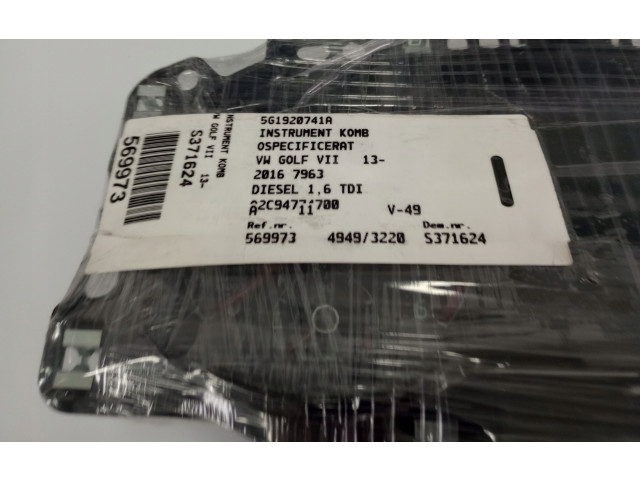 5G1920741A
INSTRUMENT KOMB
OSPECIFICERAT
VW GOLF VII 13-
2016 7963
DIESEL 1,6 TDI
A 11 V-49
Ref.nr. Dem.nr.
569973 4949/3220 S371624
INSTRUMENT KOMB
VW GOLF VII 13-
S371624
569973